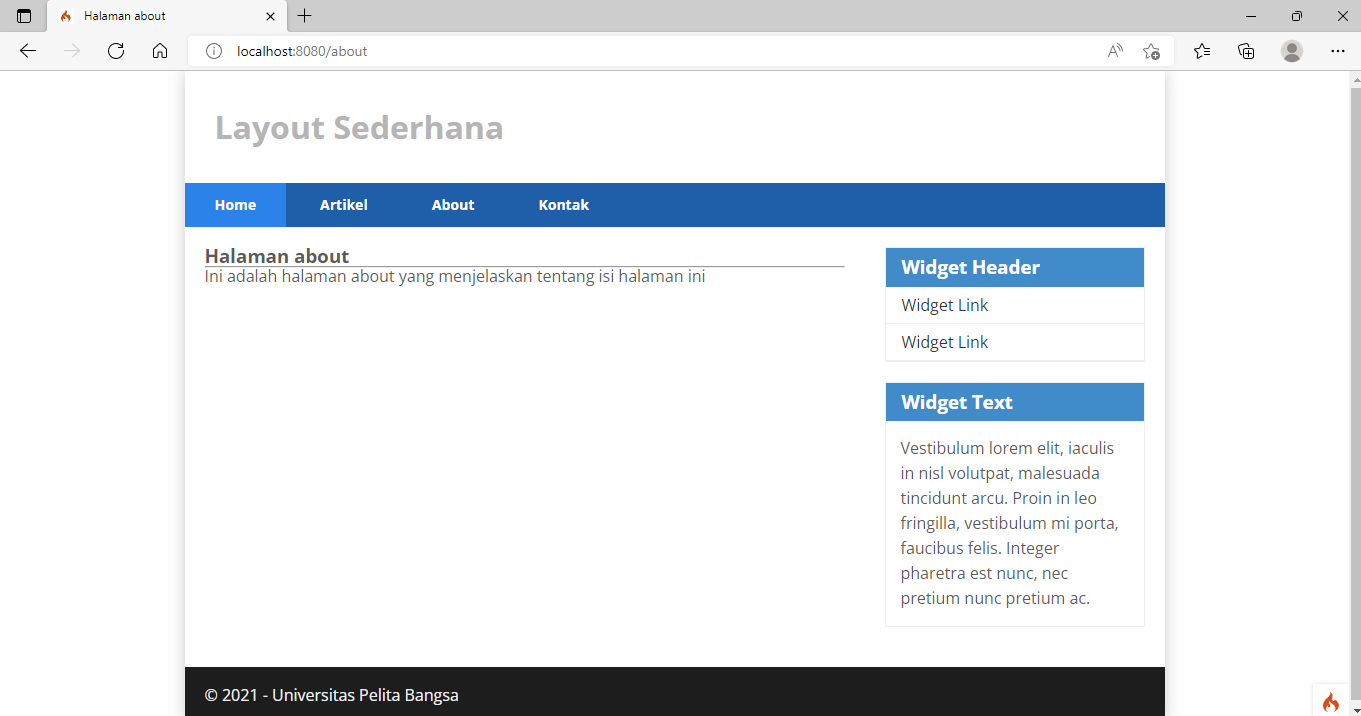 Halaman about
localhost:8080/about
Layout Sederhana
Home Artikel About Kontak
Halaman about
Ini adalah halaman about yang menjelaskan tentang isi halaman ini
Widget Header
Widget Link
Widget Link
Widget Text
Vestibulum lorem elit, iaculis
in nisl volutpat, malesuada
tincidunt arcu. Proin in leo
fringilla, vestibulum mi porta,
faucibus felis. Integer
pharetra est nunc, nec
pretium nunc pretium ac.
© 2021 - Universitas Pelita Bangsa